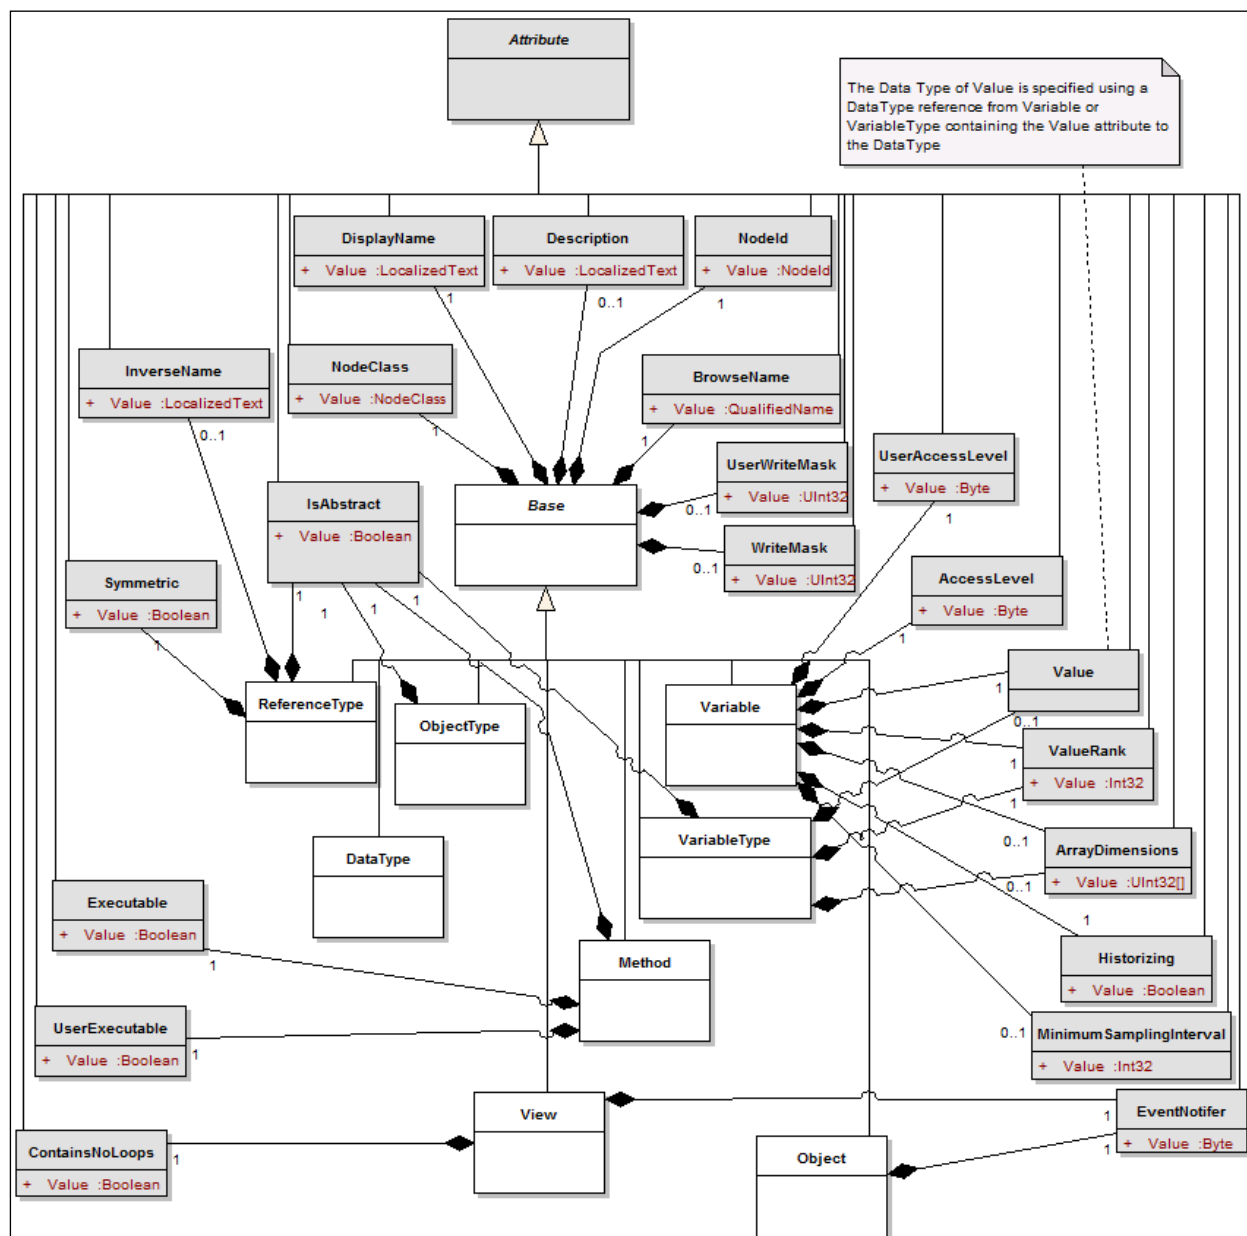 Attribute
The Data Type of Value is specified using a
DataType reference from Variable or
VariableType containing the Value attribute to
the DataType
DisplayName
+ Value :LocalizedText
1
Description
+ Value :LocalizedText
0..1
NodeId
+ Value :NodeId
1
InverseName
+ Value :LocalizedText
0..1
NodeClass
+ Value :NodeClass
1
BrowseName
+ Value :QualifiedName
1
UserWriteMask
+ Value :UInt32
0..1
UserAccessLevel
+ Value :Byte
1
IsAbstract
+ Value :Boolean
1
1
1
1
Base
WriteMask
+ Value :UInt32
0..1
Symmetric
+ Value :Boolean
1
AccessLevel
+ Value :Byte
1
Value
1
0..1
ReferenceType
ObjectType
Variable
ValueRank
+ Value :Int32
1
1
VariableType
DataType
ArrayDimensions
+ Value :UInt32[]
0..1
0..1
Executable
+ Value :Boolean
1
Method
Historizing
+ Value :Boolean
1
UserExecutable
+ Value :Boolean
1
MinimumSamplingInterval
+ Value :Int32
0..1
View
EventNotifer
+ Value :Byte
1
1
ContainsNoLoops
+ Value :Boolean
1
Object